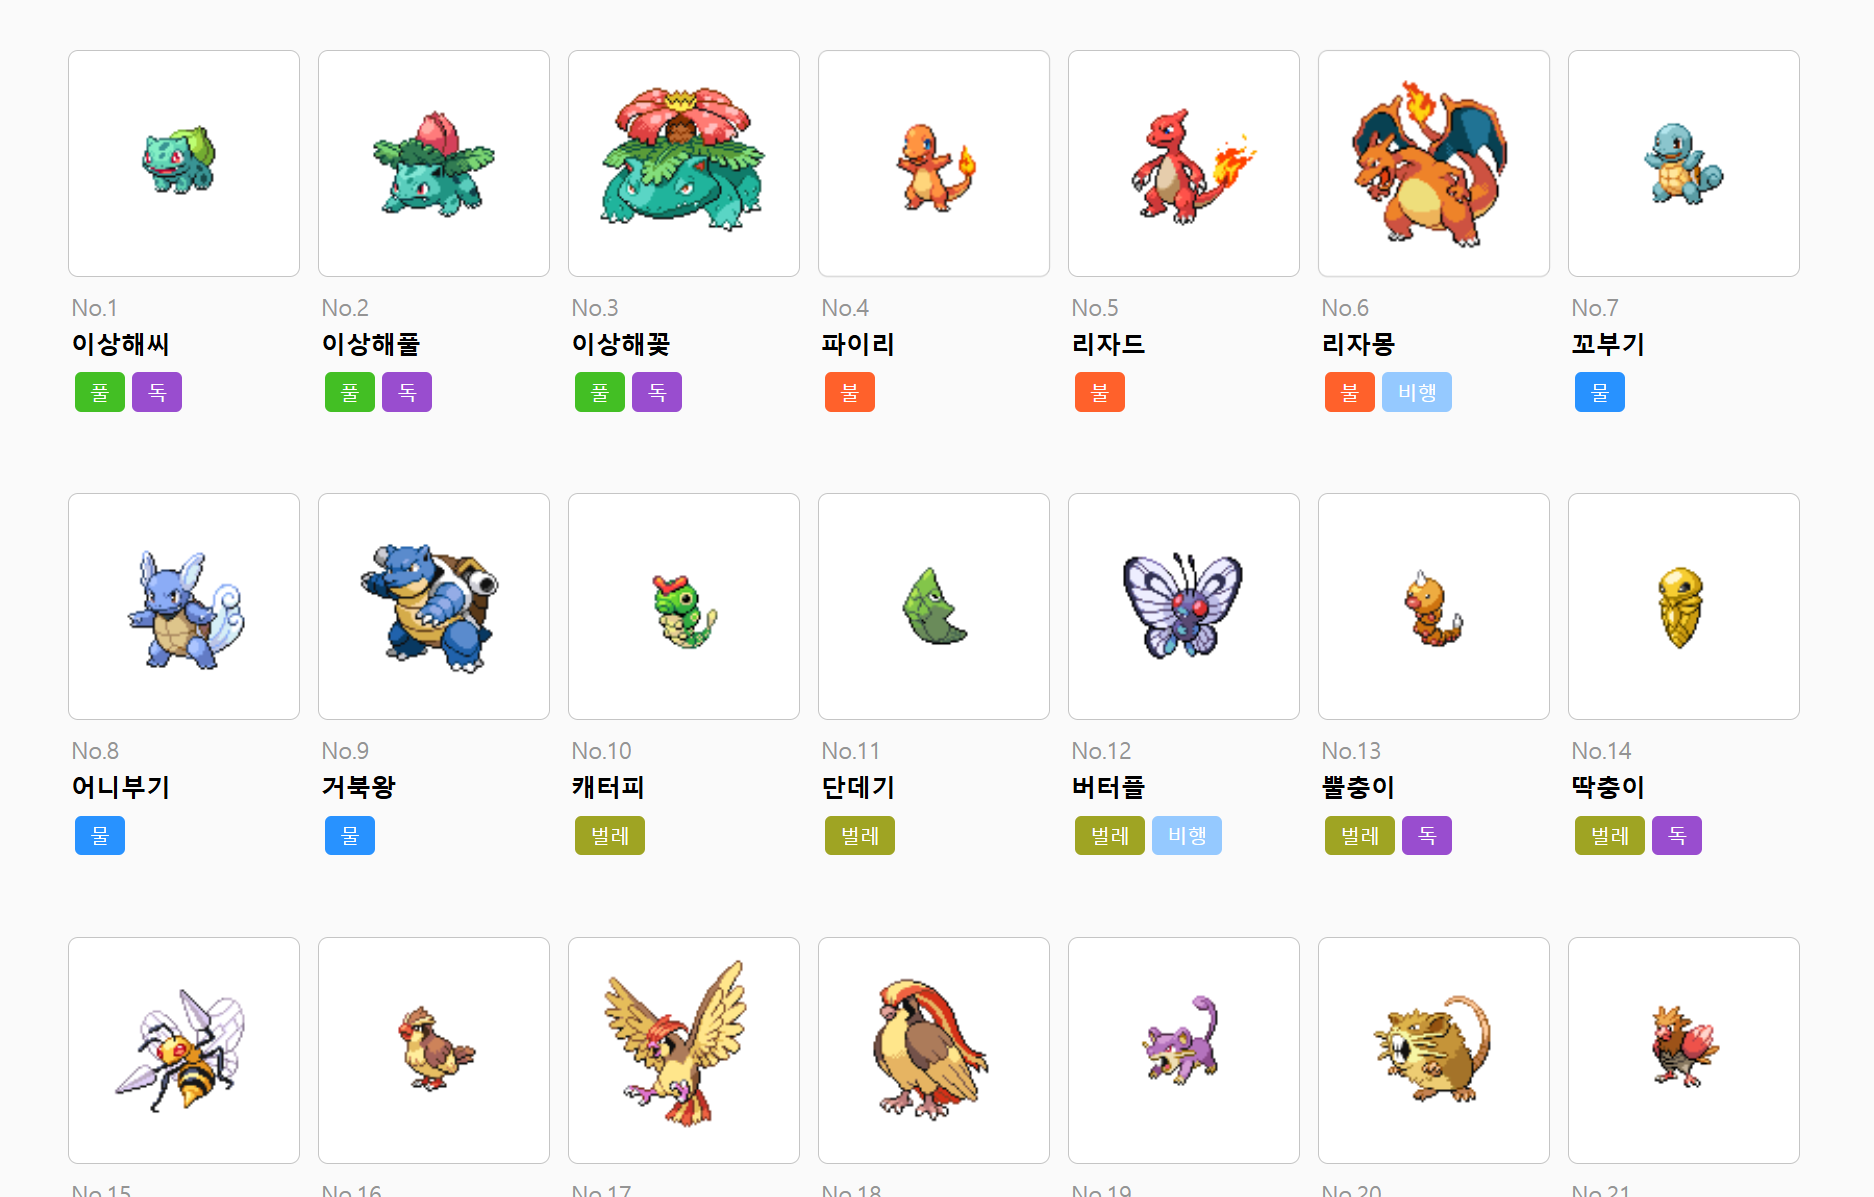 No.1
이상해씨
풀 독
No.2
이상해풀
풀 독
No.3
이상해꽃
풀 독
No.4
파이리
불
No.5
리자드
불
No.6
리자몽
불 비행
No.7
꼬부기
물
No.8
어니부기
물
No.9
거북왕
물
No.10
캐터피
벌레
No.11
단데기
벌레
No.12
버터플
벌레 비행
No.13
뿔충이
벌레 독
No.14
딱충이
벌레 독
No.15
No.16
No.17
No.18
No.19
No.20
No.21